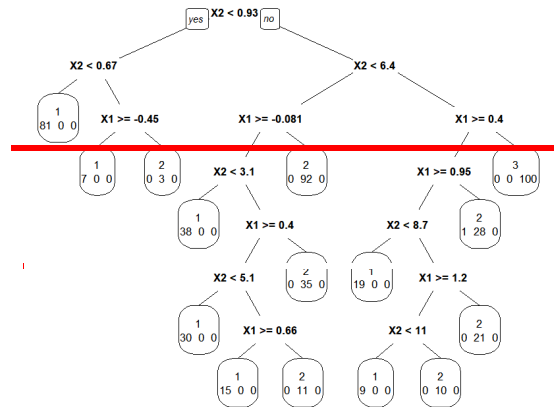 yes X2 < 0.93 no
X2 < 0.67 X2 < 6.4
1
81 0 0
X1 >= -0.45 X1 >= -0.081 X1 >= 0.4
1 2 2 3
7 0 0 0 3 0 0 92 0 0 0 100
X2 < 3.1 X1 >= 0.95
1 2
38 0 0 1 28 0
X1 >= 0.4 X2 < 8.7
2 1
0 35 0 19 0 0
X2 < 5.1 X1 >= 1.2
1 2
30 0 0 0 21 0
X1 >= 0.66 X2 < 11
1 2 1 2
15 0 0 0 11 0 9 0 0 0 10 0